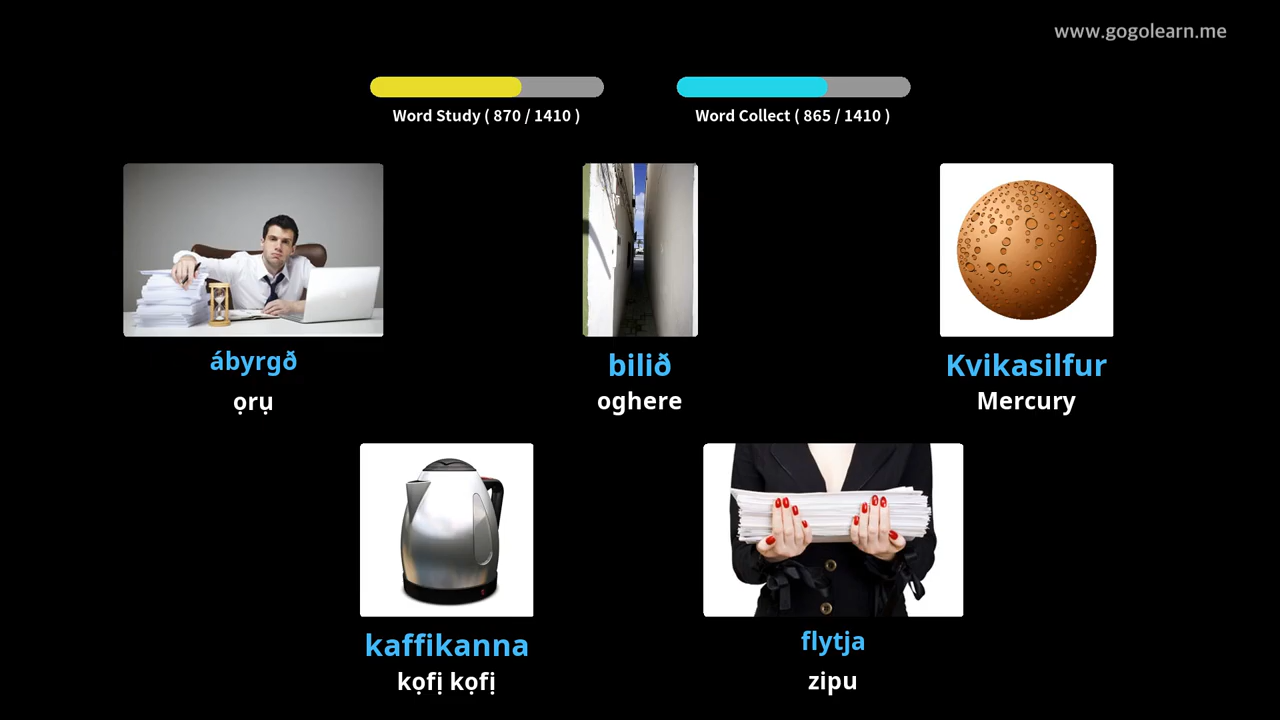 www.gogolearn.me
Word Study ( 870 / 1410 )
Word Collect ( 865 / 1410 )
ábyrgð
ọrụ
bilið
oghere
Kvikasilfur
Mercury
kaffikanna
kọfị kọfị
flytja
zipu